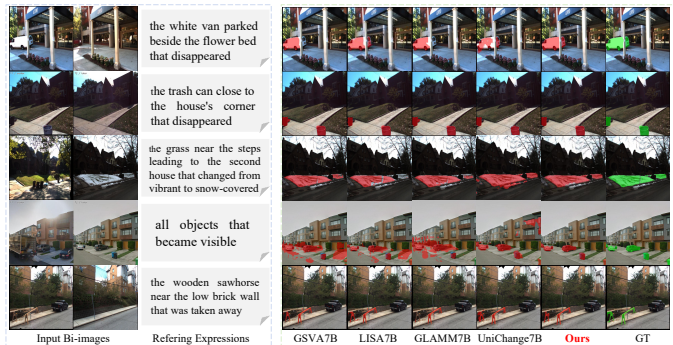 the white van parked
beside the flower bed
that disappeared
the trash can close to
the house's corner
that disappeared
the grass near the steps
leading to the second
house that changed from
vibrant to snow-covered
all objects that
became visible
the wooden sawhorse
near the low brick wall
that was taken away
Input Bi-images Refering Expressions GSVA7B LISA7B GLAMM7B UniChange7B Ours GT